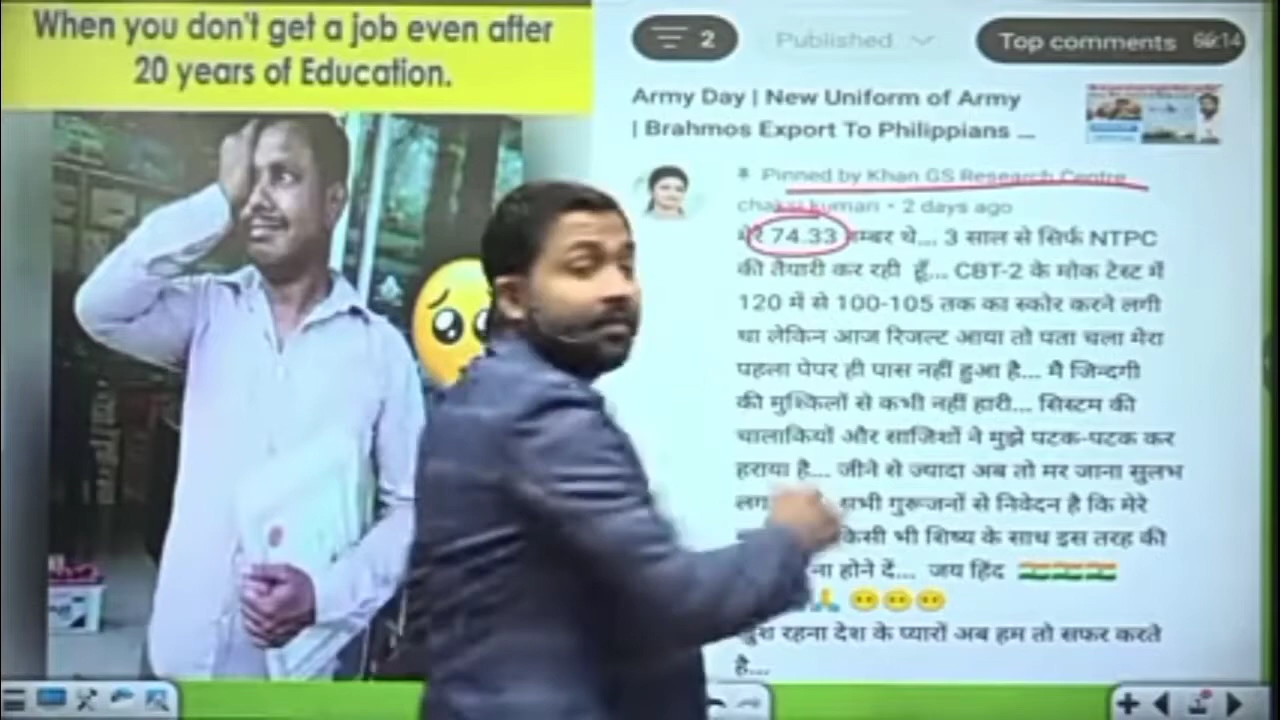 When you don't get a job even after
20 years of Education.
2
Published
Top comments
Army Day | New Uniform of Army
| Brahmos Export To Philippians ...
Pinned by Khan GS Research Centre
kumari • 2 days ago
मेरे 74.33 नम्बर थे... 3 साल से सिर्फ NTPC
की तैयारी कर रही हूँ... CBT-2 के मोक टेस्ट में
120 में से 100-105 तक का स्कोर करने लगी
था लेकिन आज रिजल्ट आया तो पता चला मेरा
पहला पेपर ही पास नहीं हुआ है... मै जिन्दगी
की मुश्किलों से कभी नहीं हारी... सिस्टम की
चालाकियों और साजिशों ने मुझे पटक-पटक कर
हराया है... जीने से ज्यादा अब तो मर जाना सुलभ
सभी गुरूजनों से निवेदन है कि मेरे
किसी भी शिष्य के साथ इस तरह की
होने दें... जय हिंद 🇮🇳🇮🇳🇮🇳
रहना देश के प्यारों अब हम तो सफर करते
है...